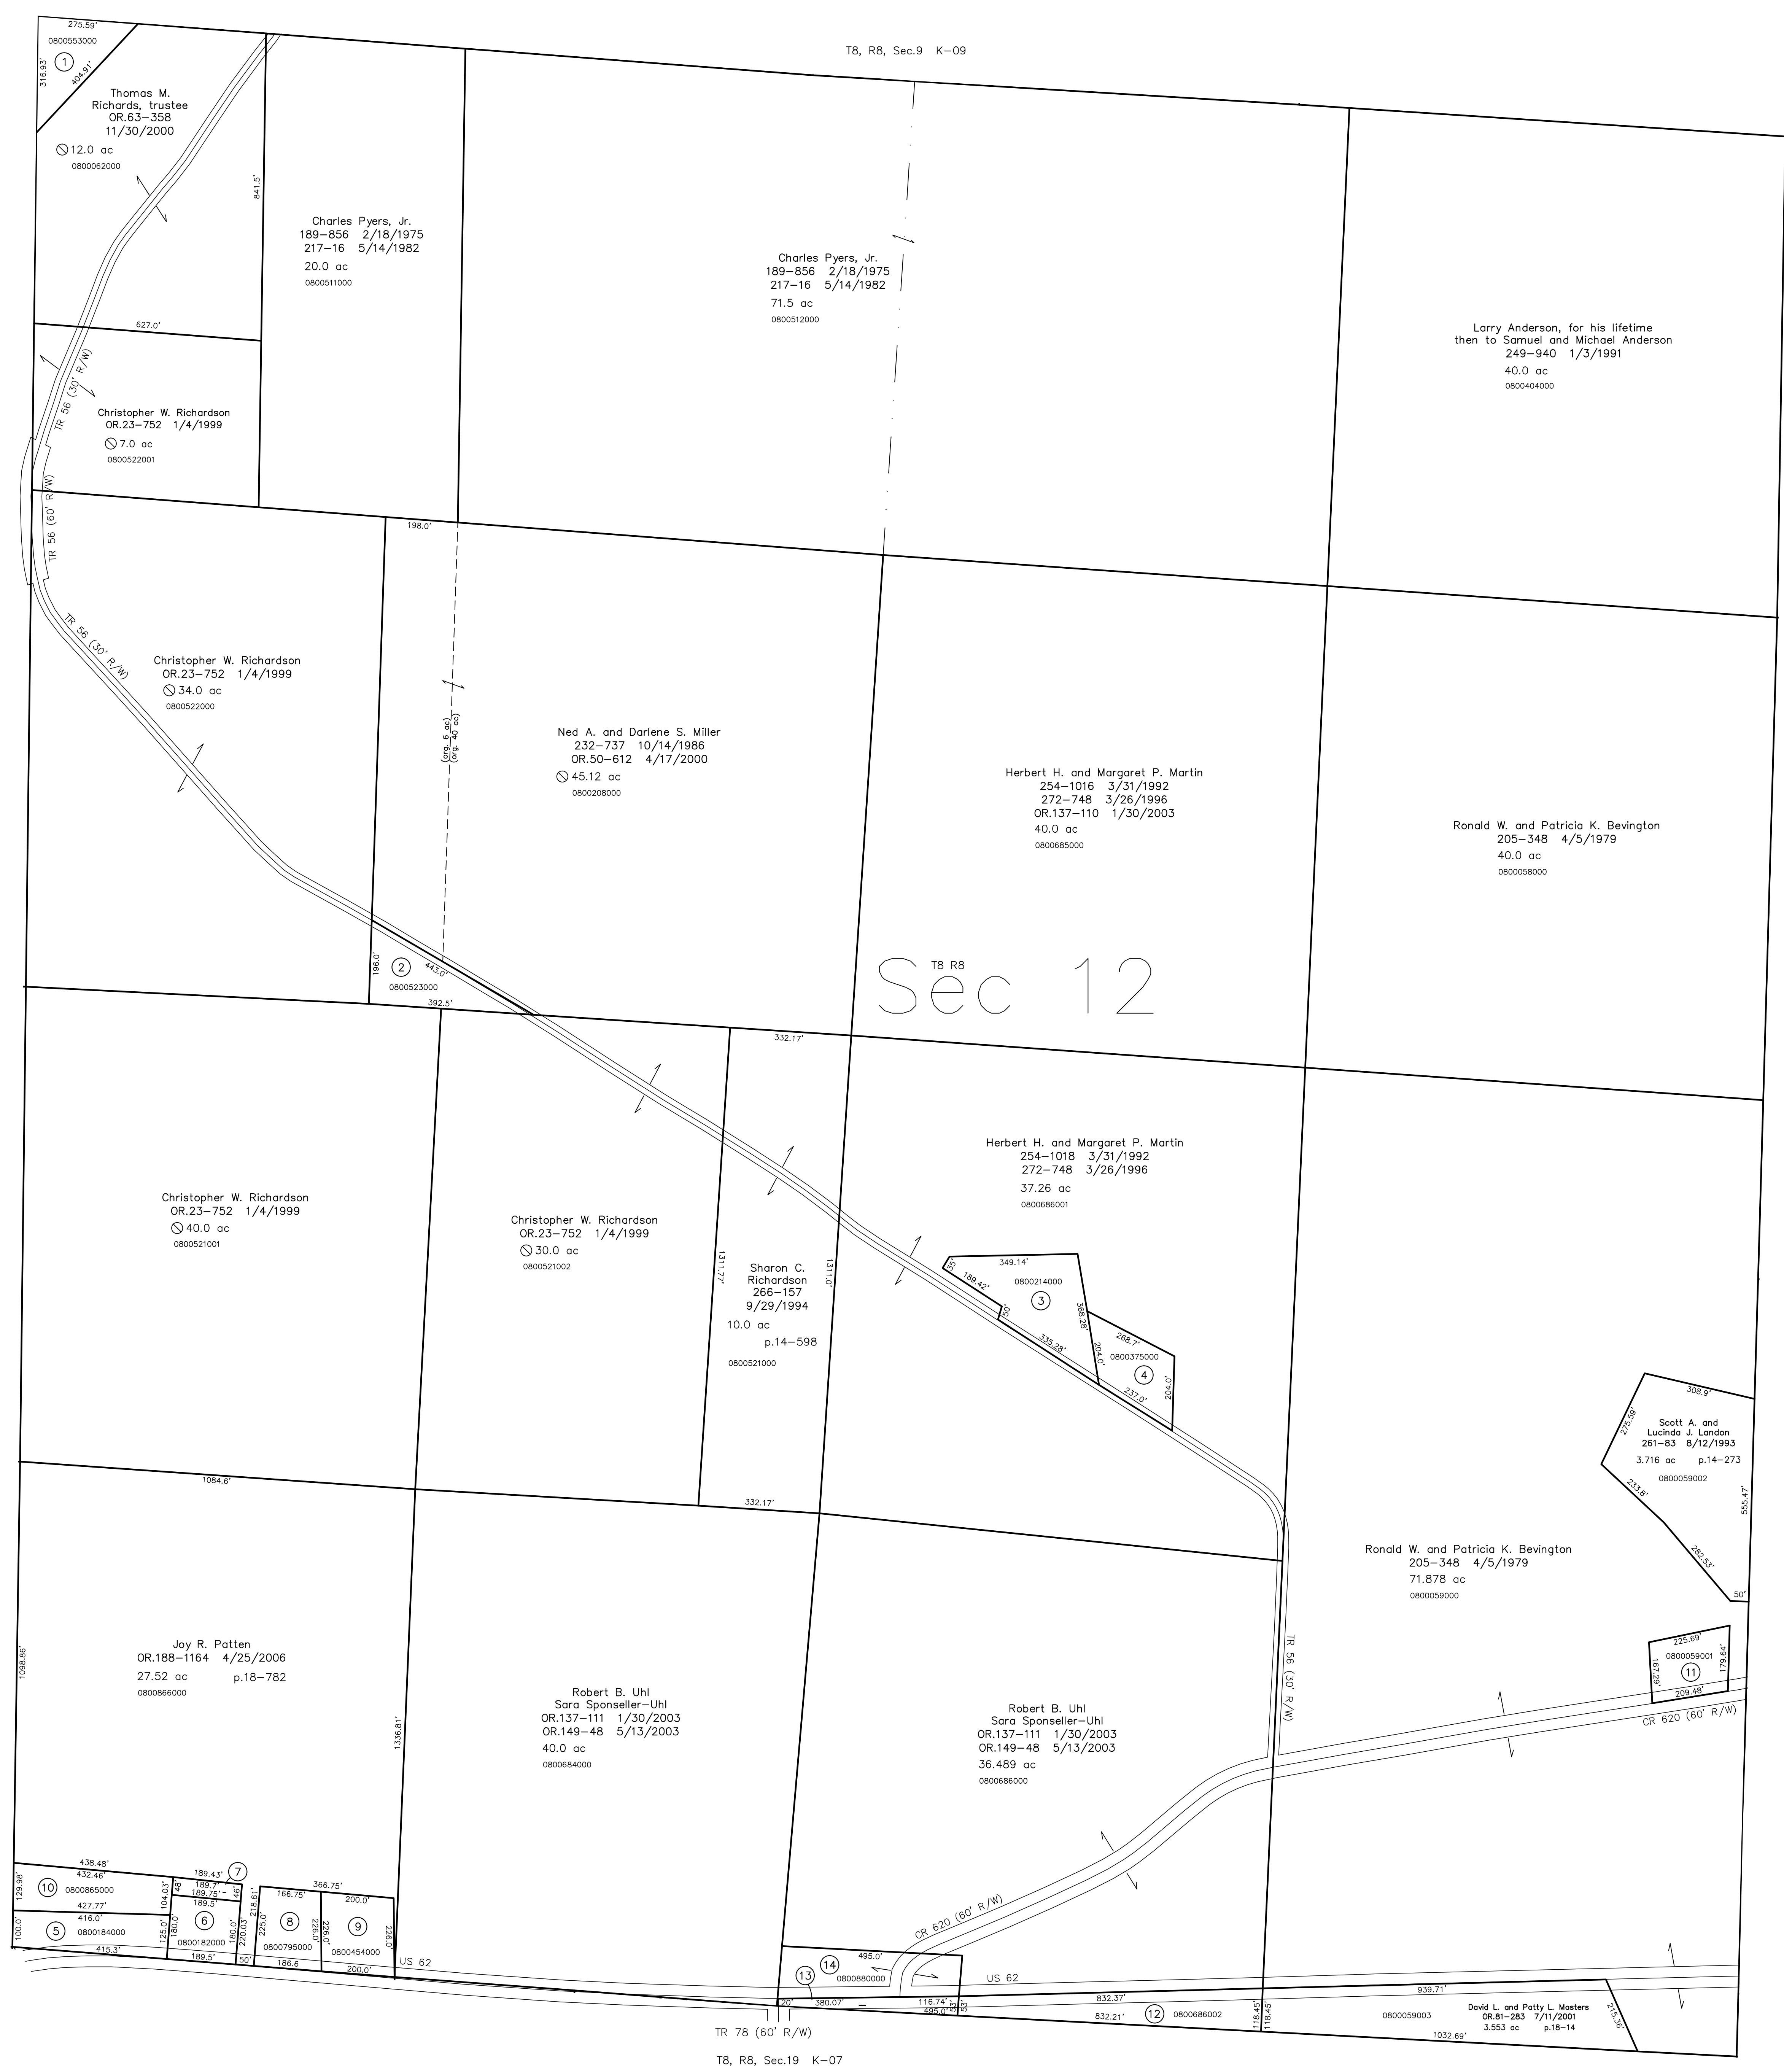 T8, R8, Sec.9 K-09
275.59'
0800553000
1
316.93'
404.91'
Thomas M.
Richards, trustee
OR.63-358
11/30/2000
12.0 ac
0800062000
841.5'
627.0'
Charles Pyers, Jr.
189-856 2/18/1975
217-16 5/14/1982
20.0 ac
0800511000
Charles Pyers, Jr.
189-856 2/18/1975
217-16 5/14/1982
71.5 ac
0800512000
Larry Anderson, for his lifetime
then to Samuel and Michael Anderson
249-940 1/3/1991
40.0 ac
0800404000
TR 56 (30' R/W)
Christopher W. Richardson
OR.23-752 1/4/1999
7.0 ac
0800522001
TR 56 (60' R/W)
198.0'
TR 56 (30' R/W)
Christopher W. Richardson
OR.23-752 1/4/1999
34.0 ac
0800522000
(org. 6 ac)
(org. 40 ac)
Ned A. and Darlene S. Miller
232-737 10/14/1986
OR.50-612 4/17/2000
45.12 ac
0800208000
Herbert H. and Margaret P. Martin
254-1016 3/31/1992
272-748 3/26/1996
OR.137-110 1/30/2003
40.0 ac
0800685000
Ronald W. and Patricia K. Bevington
205-348 4/5/1979
40.0 ac
0800058000
196.0'
2
443.0'
0800523000
392.5'
T8 R8
Sec 12
332.17'
Christopher W. Richardson
OR.23-752 1/4/1999
40.0 ac
0800521001
Christopher W. Richardson
OR.23-752 1/4/1999
30.0 ac
0800521002
1311.77'
Sharon C.
Richardson
266-157
9/29/1994
10.0 ac
p.14-598
0800521000
1311.0'
Herbert H. and Margaret P. Martin
254-1018 3/31/1992
272-748 3/26/1996
37.26 ac
0800686001
35'
349.14'
189.42'
0800214000
3
50'
368.28'
335.28'
268.7'
204.0'
0800375000
4
204.0'
237.0'
308.9'
275.59'
Scott A. and
Lucinda J. Landon
261-83 8/12/1993
3.716 ac p.14-273
0800059002
233.8'
555.47'
282.53'
50'
1084.6'
332.17'
Ronald W. and Patricia K. Bevington
205-348 4/5/1979
71.878 ac
0800059000
225.69'
0800059001
167.29'
11
179.64'
209.48'
CR 620 (60' R/W)
TR 56 (30' R/W)
1098.86'
Joy R. Patten
OR.188-1164 4/25/2006
27.52 ac p.18-782
0800866000
1336.81'
Robert B. Uhl
Sara Sponseller-Uhl
OR.137-111 1/30/2003
OR.149-48 5/13/2003
40.0 ac
0800684000
Robert B. Uhl
Sara Sponseller-Uhl
OR.137-111 1/30/2003
OR.149-48 5/13/2003
36.489 ac
0800686000
438.48'
432.46'
129.98'
10
0800865000
104.03'
427.77'
416.0'
100.0'
5
0800184000
125.0'
415.3'
189.43'
7
189.7'
48'
189.75'
46'
189.5'
180.0'
6
0800182000
180.0'
220.03'
189.5'
50'
218.61'
366.75'
166.75'
200.0'
225.0'
8
226.0'
226.0'
9
226.0'
0800795000
0800454000
186.6
200.0'
US 62
CR 620 (60' R/W)
495.0'
14
0800880000
13
20'
380.07'
116.74'
495.0'
53'
53'
US 62
832.37'
832.21'
12
0800686002
118.45'
118.45'
939.71'
0800059003
David L. and Patty L. Masters
OR.81-283 7/11/2001
3.553 ac p.18-14
215.36'
1032.69'
TR 78 (60' R/W)
T8, R8, Sec.19 K-07